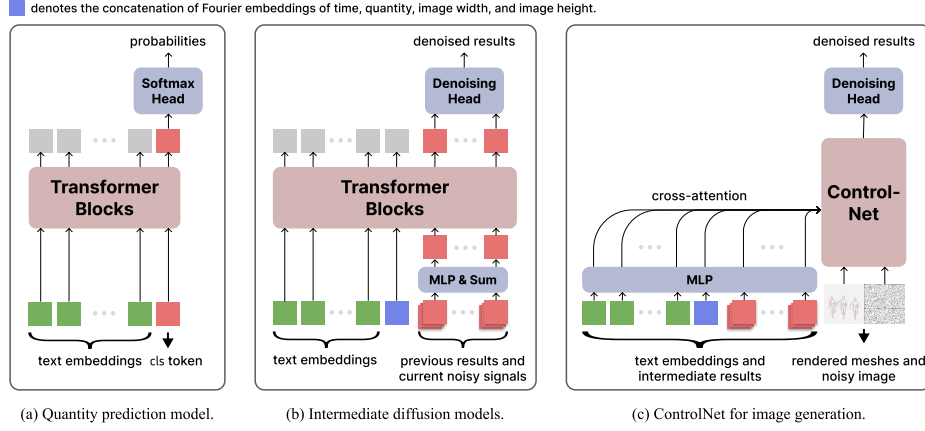 denotes the concatenation of Fourier embeddings of time, quantity, image width, and image height.
probabilities
Softmax
Head
Transformer
Blocks
text embeddings
cls token
(a) Quantity prediction model.
denoised results
Denoising
Head
Transformer
Blocks
MLP & Sum
text embeddings
previous results and
current noisy signals
(b) Intermediate diffusion models.
denoised results
Denoising
Head
cross-attention
Control-
Net
MLP
text embeddings and
intermediate results
rendered meshes and
noisy image
(c) ControlNet for image generation.